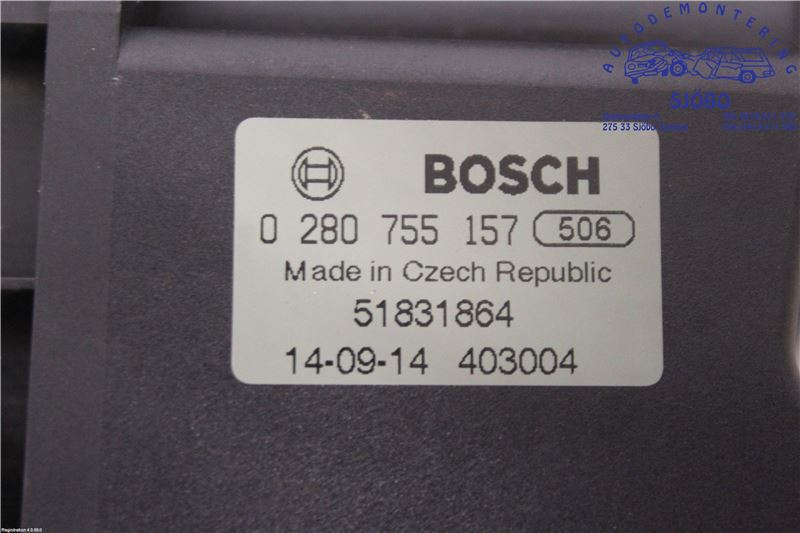 AUTODEMONTERING
SJÖBO
275 33 SJÖBO
BOSCH
0 280 755 157 506
Made in Czech Republic
51831864
14-09-14 403004